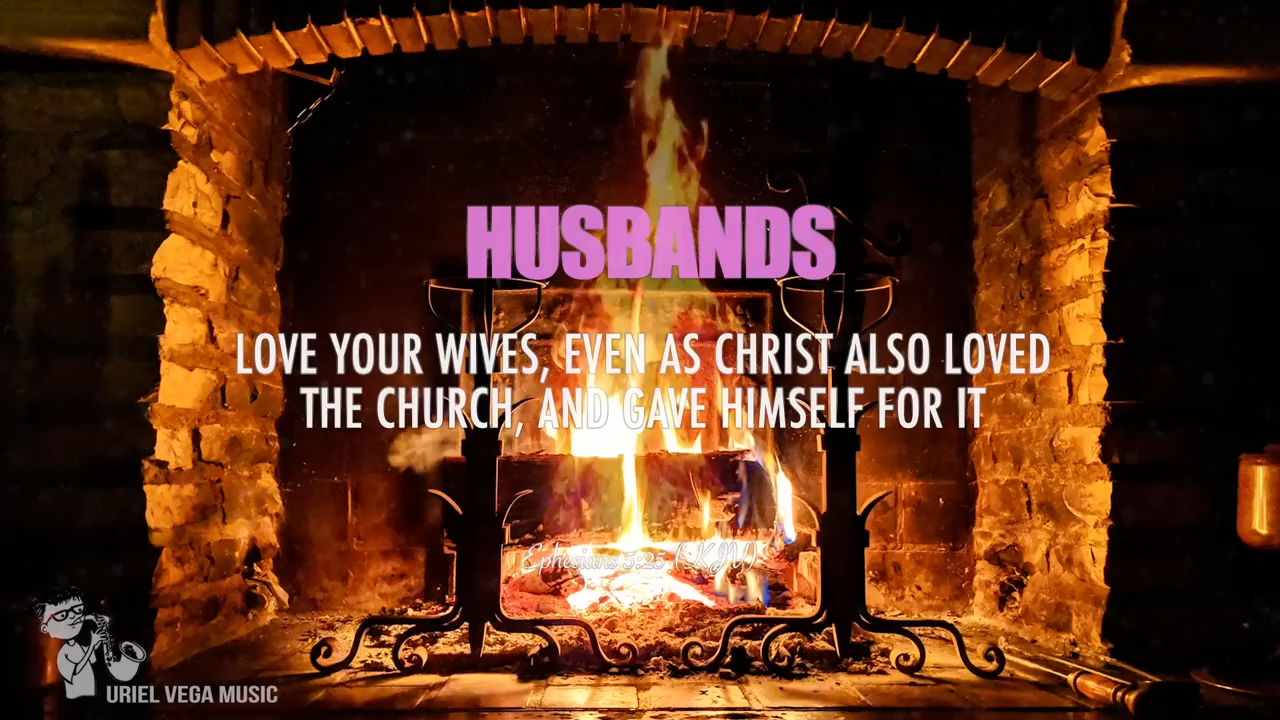 HUSBANDS
LOVE YOUR WIVES, EVEN AS CHRIST ALSO LOVED
THE CHURCH, AND GAVE HIMSELF FOR IT
Ephesians 5:25 (KJV)
URIEL VEGA MUSIC